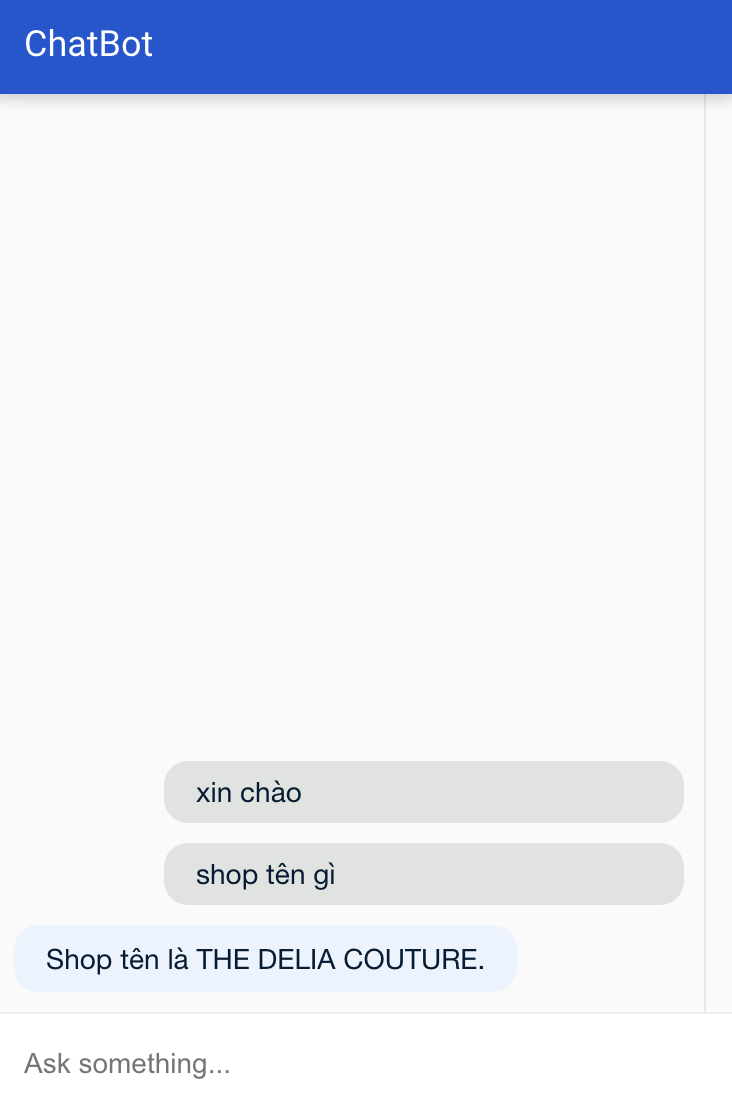 ChatBot
xin chào
shop tên gì
Shop tên là THE DELIA COUTURE.
Ask something...